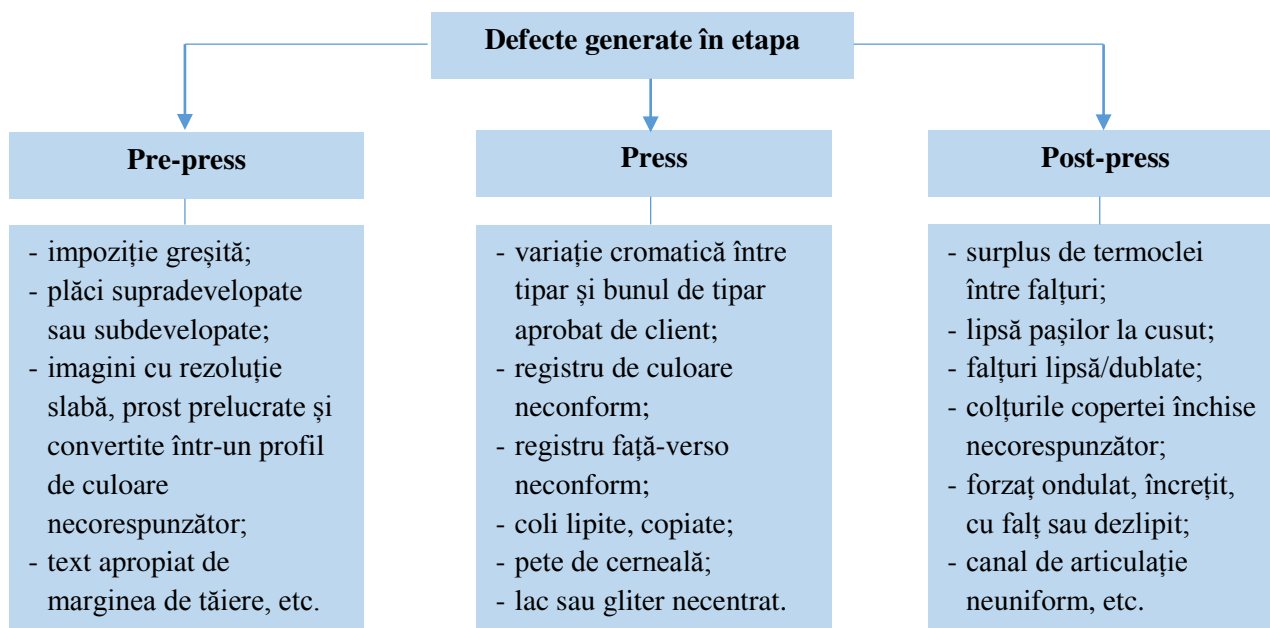 Defecte generate în etapa
Pre-press
- impoziție greșită;
- plăci supradevelopate
sau subdevelopate;
- imagini cu rezoluție
slabă, prost prelucrate și
convertite într-un profil
de culoare
necorespunzător;
- text apropiat de
marginea de tăiere, etc.
Press
- variație cromatică între
tipar și bunul de tipar
aprobat de client;
- registru de culoare
neconform;
- registru față-verso
neconform;
- coli lipite, copiate;
- pete de cerneală;
- lac sau gliter necentrat.
Post-press
- surplus de termoclei
între falțuri;
- lipsă pașilor la cusut;
- falțuri lipsă/dublate;
- colțurile copertei închise
necorespunzător;
- forzaț ondulat, încrețit,
cu falț sau dezlipit;
- canal de articulație
neuniform, etc.